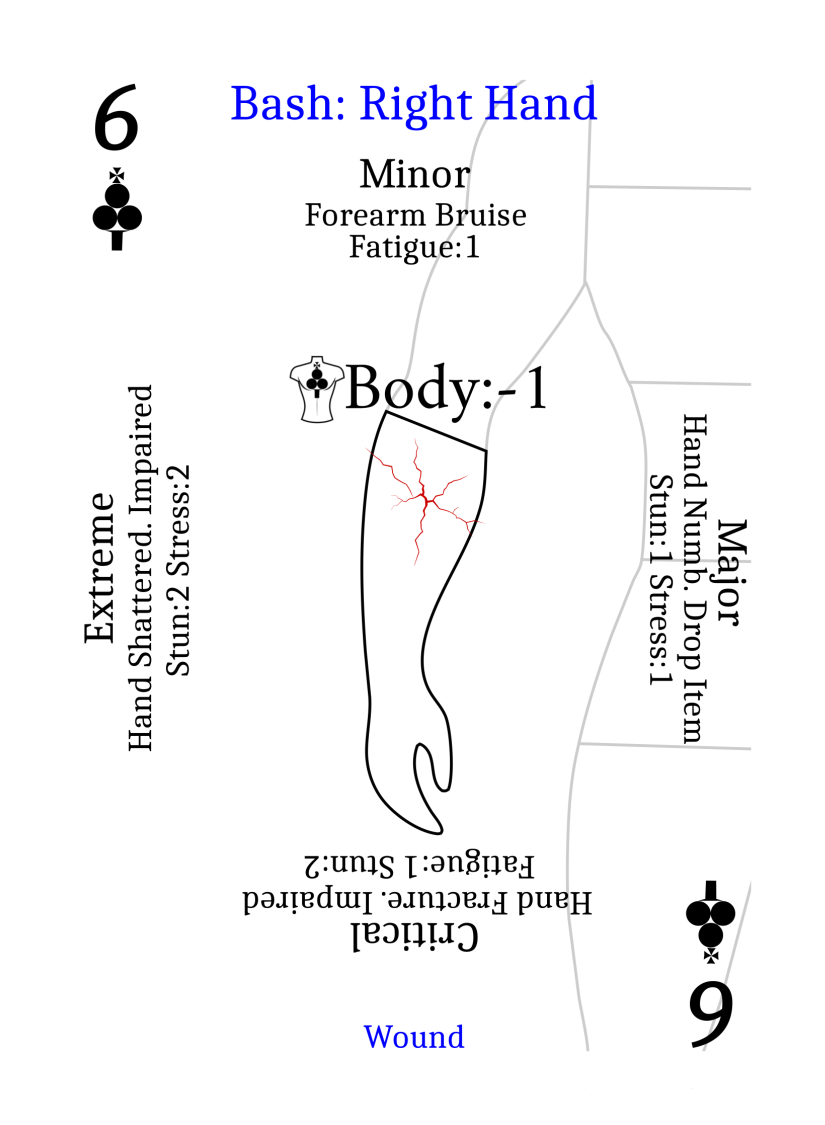 6
Bash: Right Hand
Minor
Forearm Bruise
Fatigue:1
Body:-1
Major
Hand Numb. Drop Item
Stun:1 Stress:1
Extreme
Hand Shattered. Impaired
Stun:2 Stress:2
Critical
Hand Fracture. Impaired
Fatigue:1 Stun:2
Wound
6